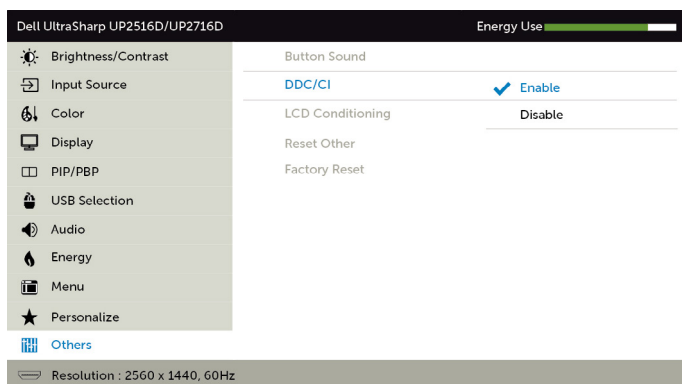 Dell UltraSharp UP2516D/UP2716D
Energy Use
Brightness/Contrast
Input Source
Color
Display
PIP/PBP
USB Selection
Audio
Energy
Menu
Personalize
Others
Button Sound
DDC/CI
LCD Conditioning
Reset Other
Factory Reset
Enable
Disable
Resolution : 2560 x 1440, 60Hz